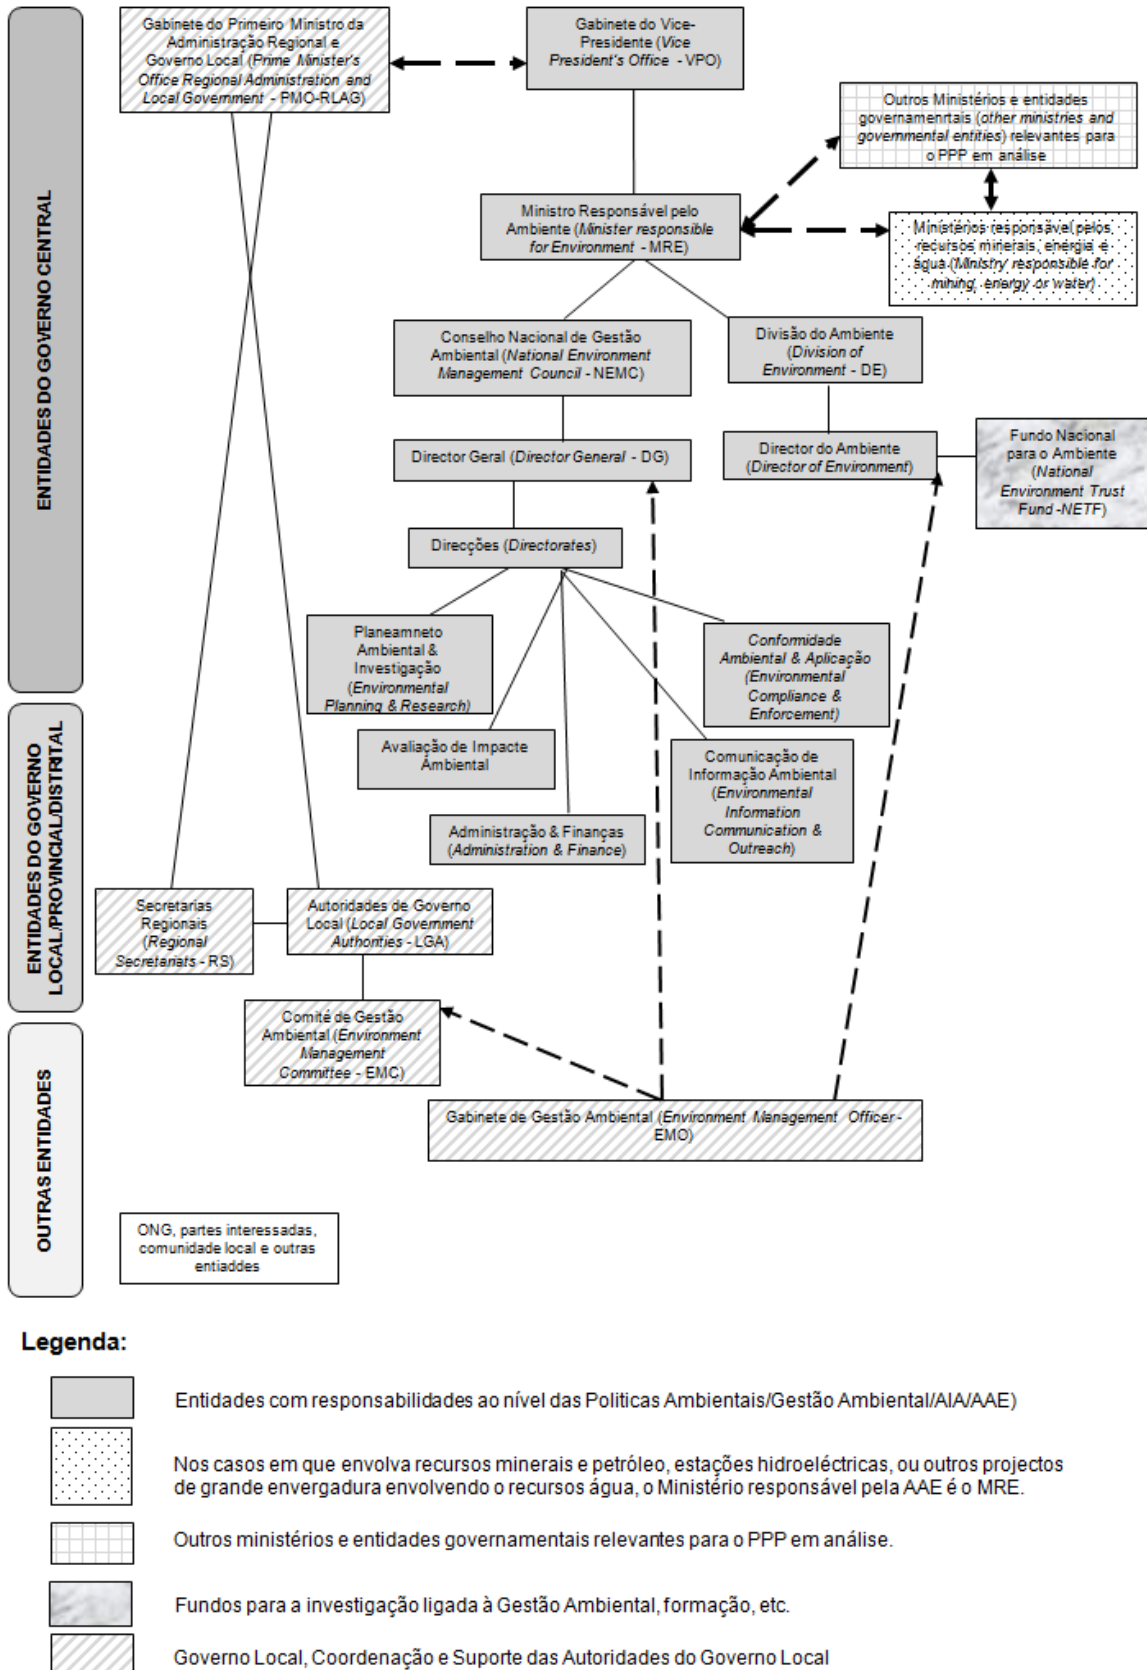 Gabinete do Primeiro Ministro da
Administração Regional e
Governo Local (Prime Minister's
Office Regional Administration and
Local Government - PMO-RLAG)
Gabinete do Vice-
Presidente (Vice
President's Office - VPO)
Outros Ministérios e entidades
governamenrtais (other ministries and
governmental entities) relevantes para
o PPP em análise
Ministro Responsável pelo
Ambiente (Minister responsible
for Environment - MRE)
Ministérios responsável pelos
recursos minerais, energia e
água (Ministry responsible for
mining, energy or water)
Conselho Nacional de Gestão
Ambiental (National Environment
Management Council - NEMC)
Divisão do Ambiente
(Division of
Environment - DE)
Director Geral (Director General - DG)
Director do Ambiente
(Director of Environment)
Fundo Nacional
para o Ambiente
(National
Environment Trust
Fund -NETF)
Direcções (Directorates)
Planeamneto
Ambiental &
Investigação
(Environmental
Planning & Research)
Conformidade
Ambiental & Aplicação
(Environmental
Compliance &
Enforcement)
Avaliação de Impacte
Ambiental
Comunicação de
Informação Ambiental
(Environmental
Information
Communication &
Outreach)
Administração & Finanças
(Administration & Finance)
ENTIDADES DO GOVERNO CENTRAL
ENTIDADES DO GOVERNO
LOCAL/PROVINCIAL/DISTRITAL
Secretarias
Regionais
(Regional
Secretariats - RS)
Autoridades de Governo
Local (Local Government
Authorities - LGA)
Comité de Gestão
Ambiental (Environment
Management
Committee - EMC)
Gabinete de Gestão Ambiental (Environment Management Officer -
EMO)
OUTRAS ENTIDADES
ONG, partes interessadas,
comunidade local e outras
entiaddes
Legenda:
Entidades com responsabilidades ao nível das Politicas Ambientais/Gestão Ambiental/AIA/AAE)
Nos casos em que envolva recursos minerais e petróleo, estações hidroeléctricas, ou outros projectos
de grande envergadura envolvendo o recursos água, o Ministério responsável pela AAE é o MRE.
Outros ministérios e entidades governamentais relevantes para o PPP em análise.
Fundos para a investigação ligada à Gestão Ambiental, formação, etc.
Governo Local, Coordenação e Suporte das Autoridades do Governo Local